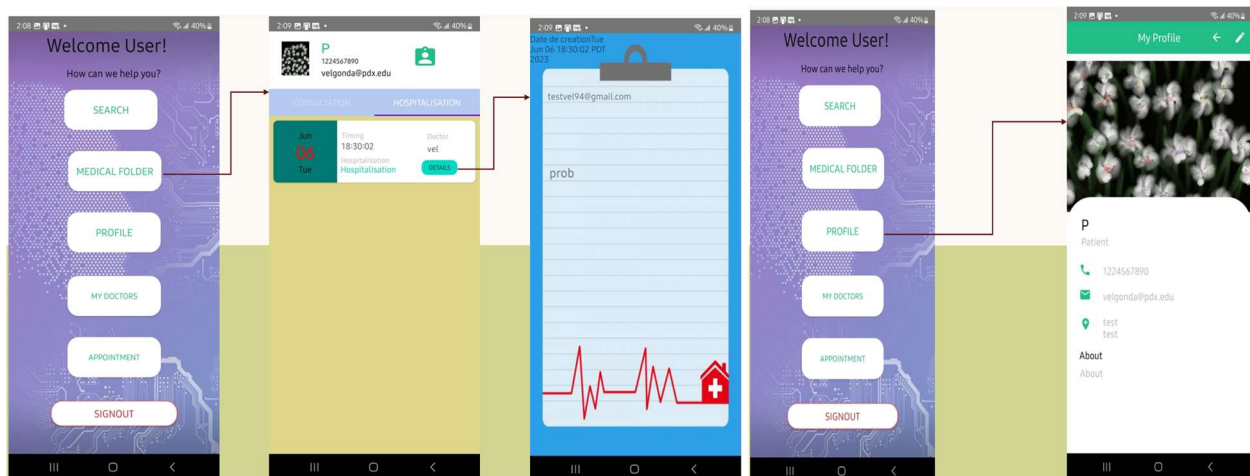 2:08
40%
Welcome User!
How can we help you?
SEARCH
MEDICAL FOLDER
PROFILE
MY DOCTORS
APPOINTMENT
SIGNOUT
2:09
40%
P
1224567890
velgonda@pdx.edu
CONSULTATION HOSPITALISATION
Jun
06
Tue
Timing
18:30:02
Hospitalisation
Hospitalisation
Doctor
vel
DETAILS
2:09
40%
Date de creationTue
Jun 06 18:30:02 PDT
2023
testvel94@gmail.com
prob
2:08
40%
Welcome User!
How can we help you?
SEARCH
MEDICAL FOLDER
PROFILE
MY DOCTORS
APPOINTMENT
SIGNOUT
2:09
40%
My Profile
P
Patient
1224567890
velgonda@pdx.edu
test
test
About
About